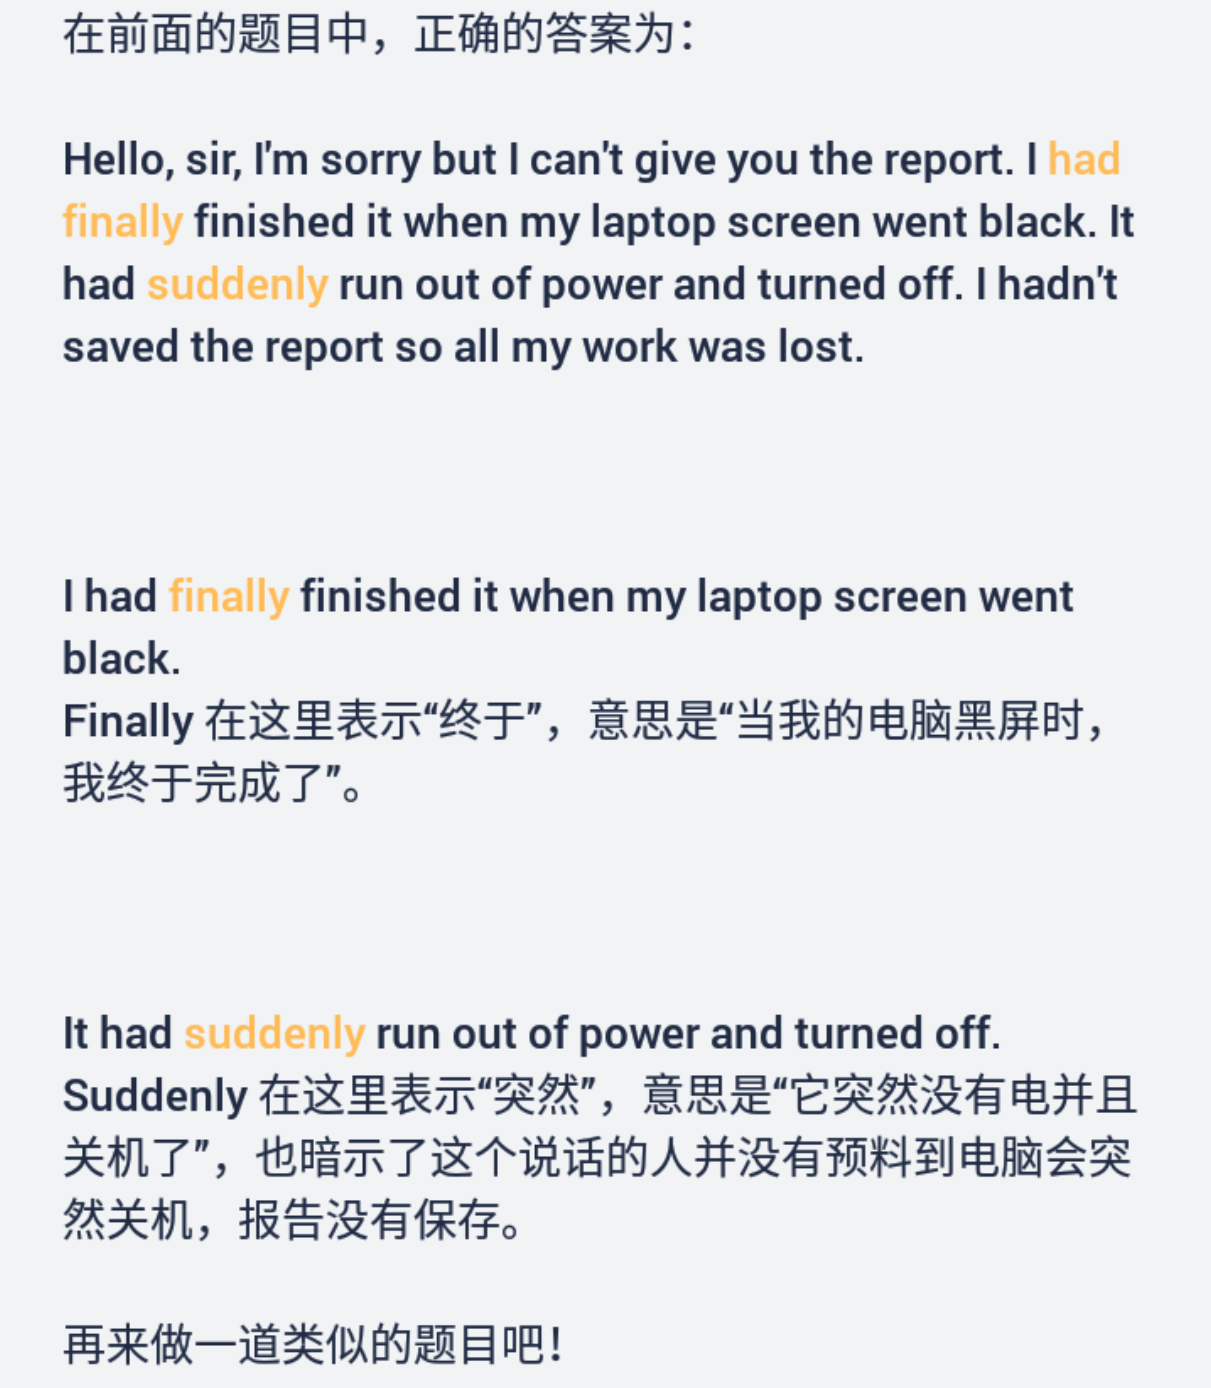 在前面的题目中，正确的答案为：
Hello, sir, I'm sorry but I can't give you the report. I had
finally finished it when my laptop screen went black. It
had suddenly run out of power and turned off. I hadn't
saved the report so all my work was lost.
I had finally finished it when my laptop screen went
black.
Finally 在这里表示“终于”，意思是“当我的电脑黑屏时，
我终于完成了”。
It had suddenly run out of power and turned off.
Suddenly 在这里表示“突然”，意思是“它突然没有电并且
关机了”，也暗示了这个说话的人并没有预料到电脑会突
然关机，报告没有保存。
再来做一道类似的题目吧！